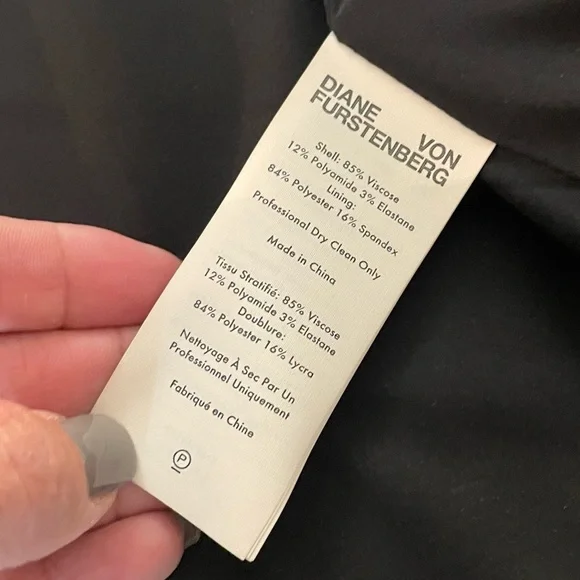 DIANE VON
FURSTENBERG
Shell: 85% Viscose
12% Polyamide 3% Elastane
Lining:
84% Polyester 16% Spandex
Professional Dry Clean Only
Made in China
Tissu Stratifié: 85% Viscose
12% Polyamide 3% Elastane
Doublure:
84% Polyester 16% Lycra
Nettoyage À Sec Par Un
Professionnel Uniquement
Fabriqué en Chine
P